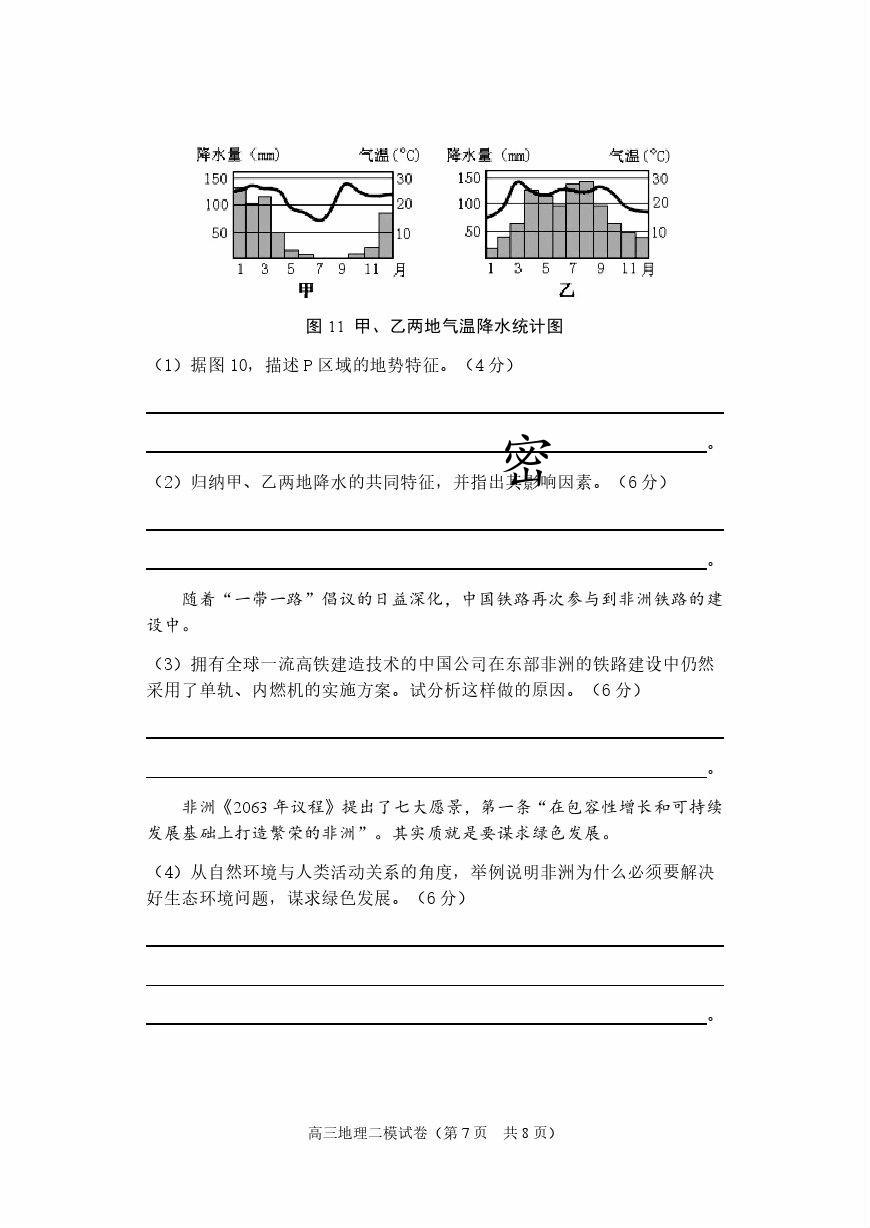 降水量(mm) 气温(°C) 降水量(mm) 气温(°C)
150 30 150 30
100 20 100 20
50 10 50 10
1 3 5 7 9 11 月 1 3 5 7 9 11 月
甲 乙
图 11 甲、乙两地气温降水统计图
（1）据图 10，描述 P 区域的地势特征。（4 分）
。
密
（2）归纳甲、乙两地降水的共同特征，并指出其影响因素。（6 分）
。
随着“一带一路”倡议的日益深化，中国铁路再次参与到非洲铁路的建
设中。
（3）拥有全球一流高铁建造技术的中国公司在东部非洲的铁路建设中仍然
采用了单轨、内燃机的实施方案。试分析这样做的原因。（6 分）
。
非洲《2063 年议程》提出了七大愿景，第一条“在包容性增长和可持续
发展基础上打造繁荣的非洲”。其实质就是要谋求绿色发展。
（4）从自然环境与人类活动关系的角度，举例说明非洲为什么必须要解决
好生态环境问题，谋求绿色发展。（6 分）
。
高三地理二模试卷（第 7 页 共 8 页）